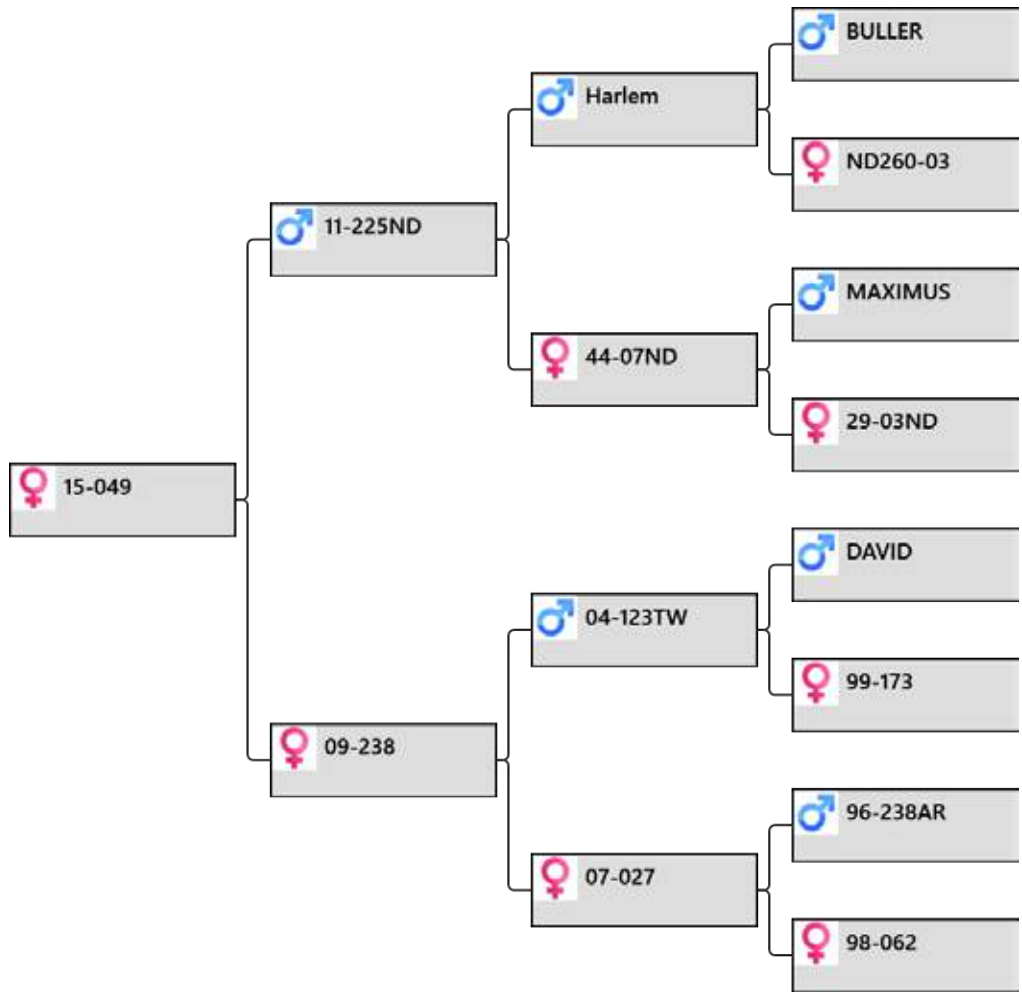 BULLER
Harlem
ND260-03
11-225ND
MAXIMUS
44-07ND
29-03ND
15-049
DAVID
04-123TW
99-173
09-238
96-238AR
07-027
98-062